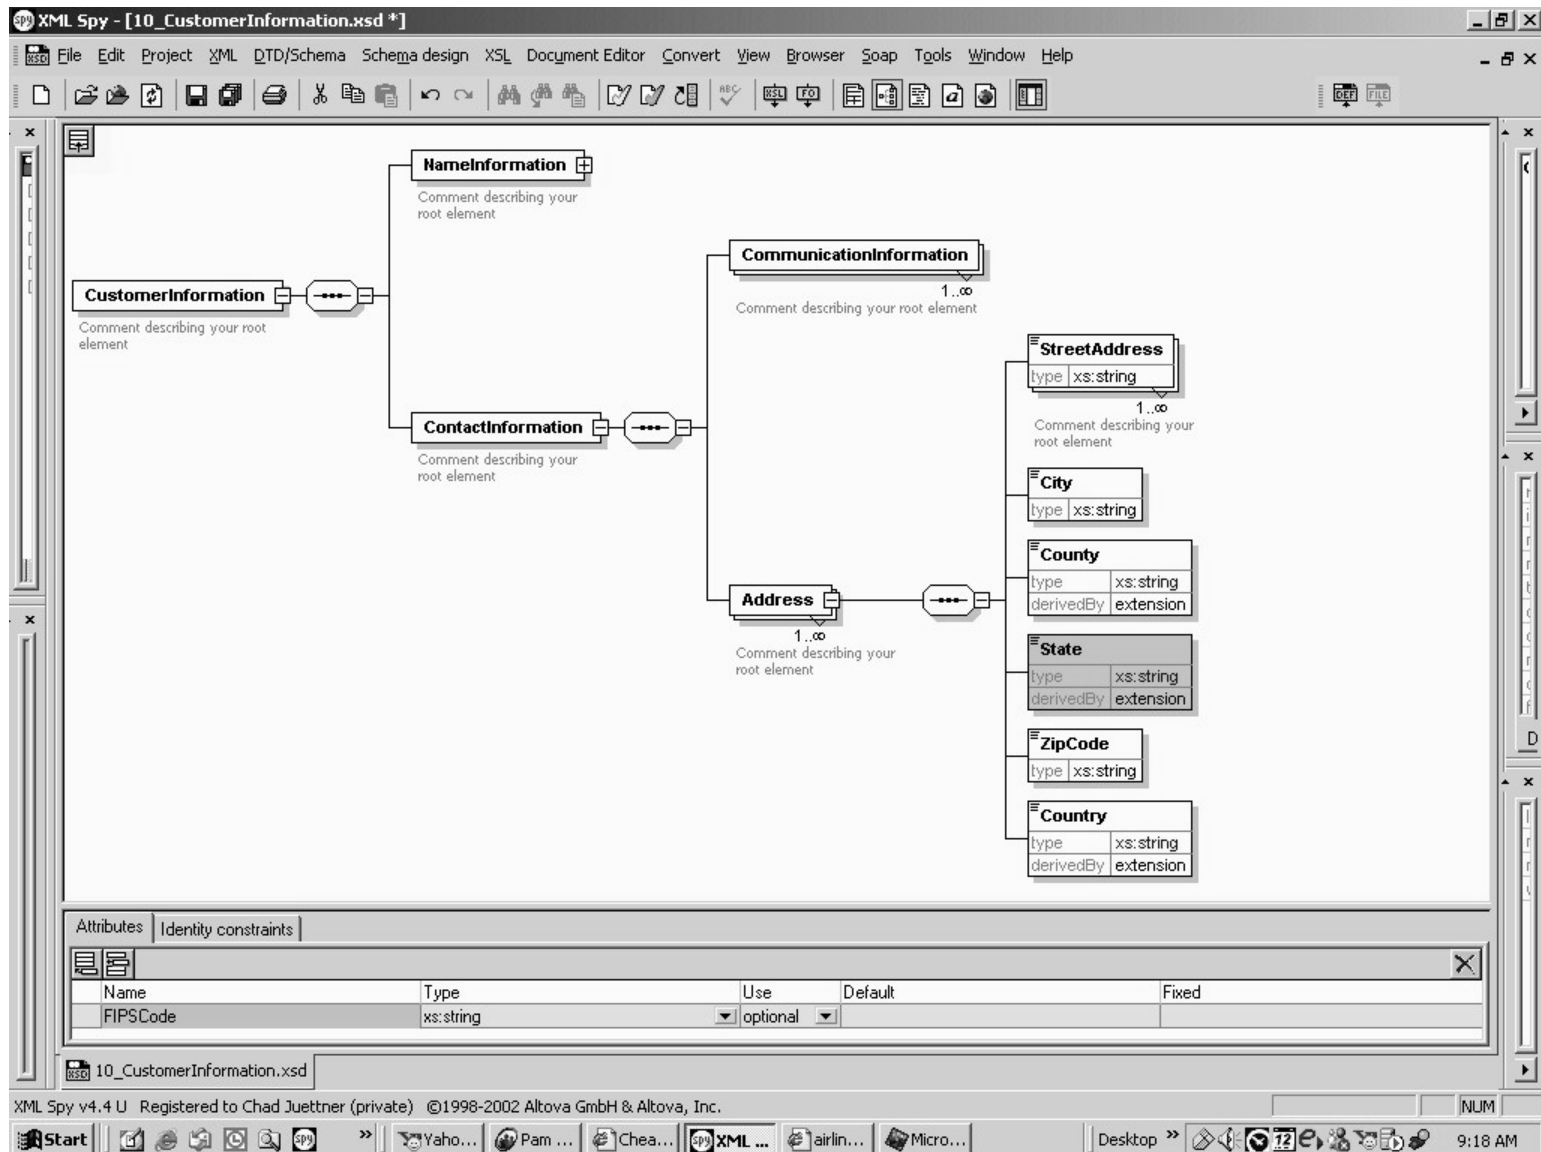 XML Spy - [10_CustomerInformation.xsd *]
File Edit Project XML DTD/Schema Schema design XSL Document Editor Convert View Browser Soap Tools Window Help
NameInformation
Comment describing your
root element
CommunicationInformation
1..∞
Comment describing your root element
CustomerInformation
Comment describing your root
element
StreetAddress
type xs:string
1..∞
Comment describing your
root element
ContactInformation
Comment describing your
root element
City
type xs:string
County
type xs:string
derivedBy extension
Address
1..∞
Comment describing your
root element
State
type xs:string
derivedBy extension
ZipCode
type xs:string
Country
type xs:string
derivedBy extension
Attributes Identity constraints
Name Type Use Default Fixed
FIPSCode xs:string optional
10_CustomerInformation.xsd
XML Spy v4.4 U Registered to Chad Juettner (private) ©1998-2002 Altova GmbH & Altova, Inc. NUM
Start Yaho... Pam ... Chea... XML ... airlin... Micro... Desktop » 9:18 AM